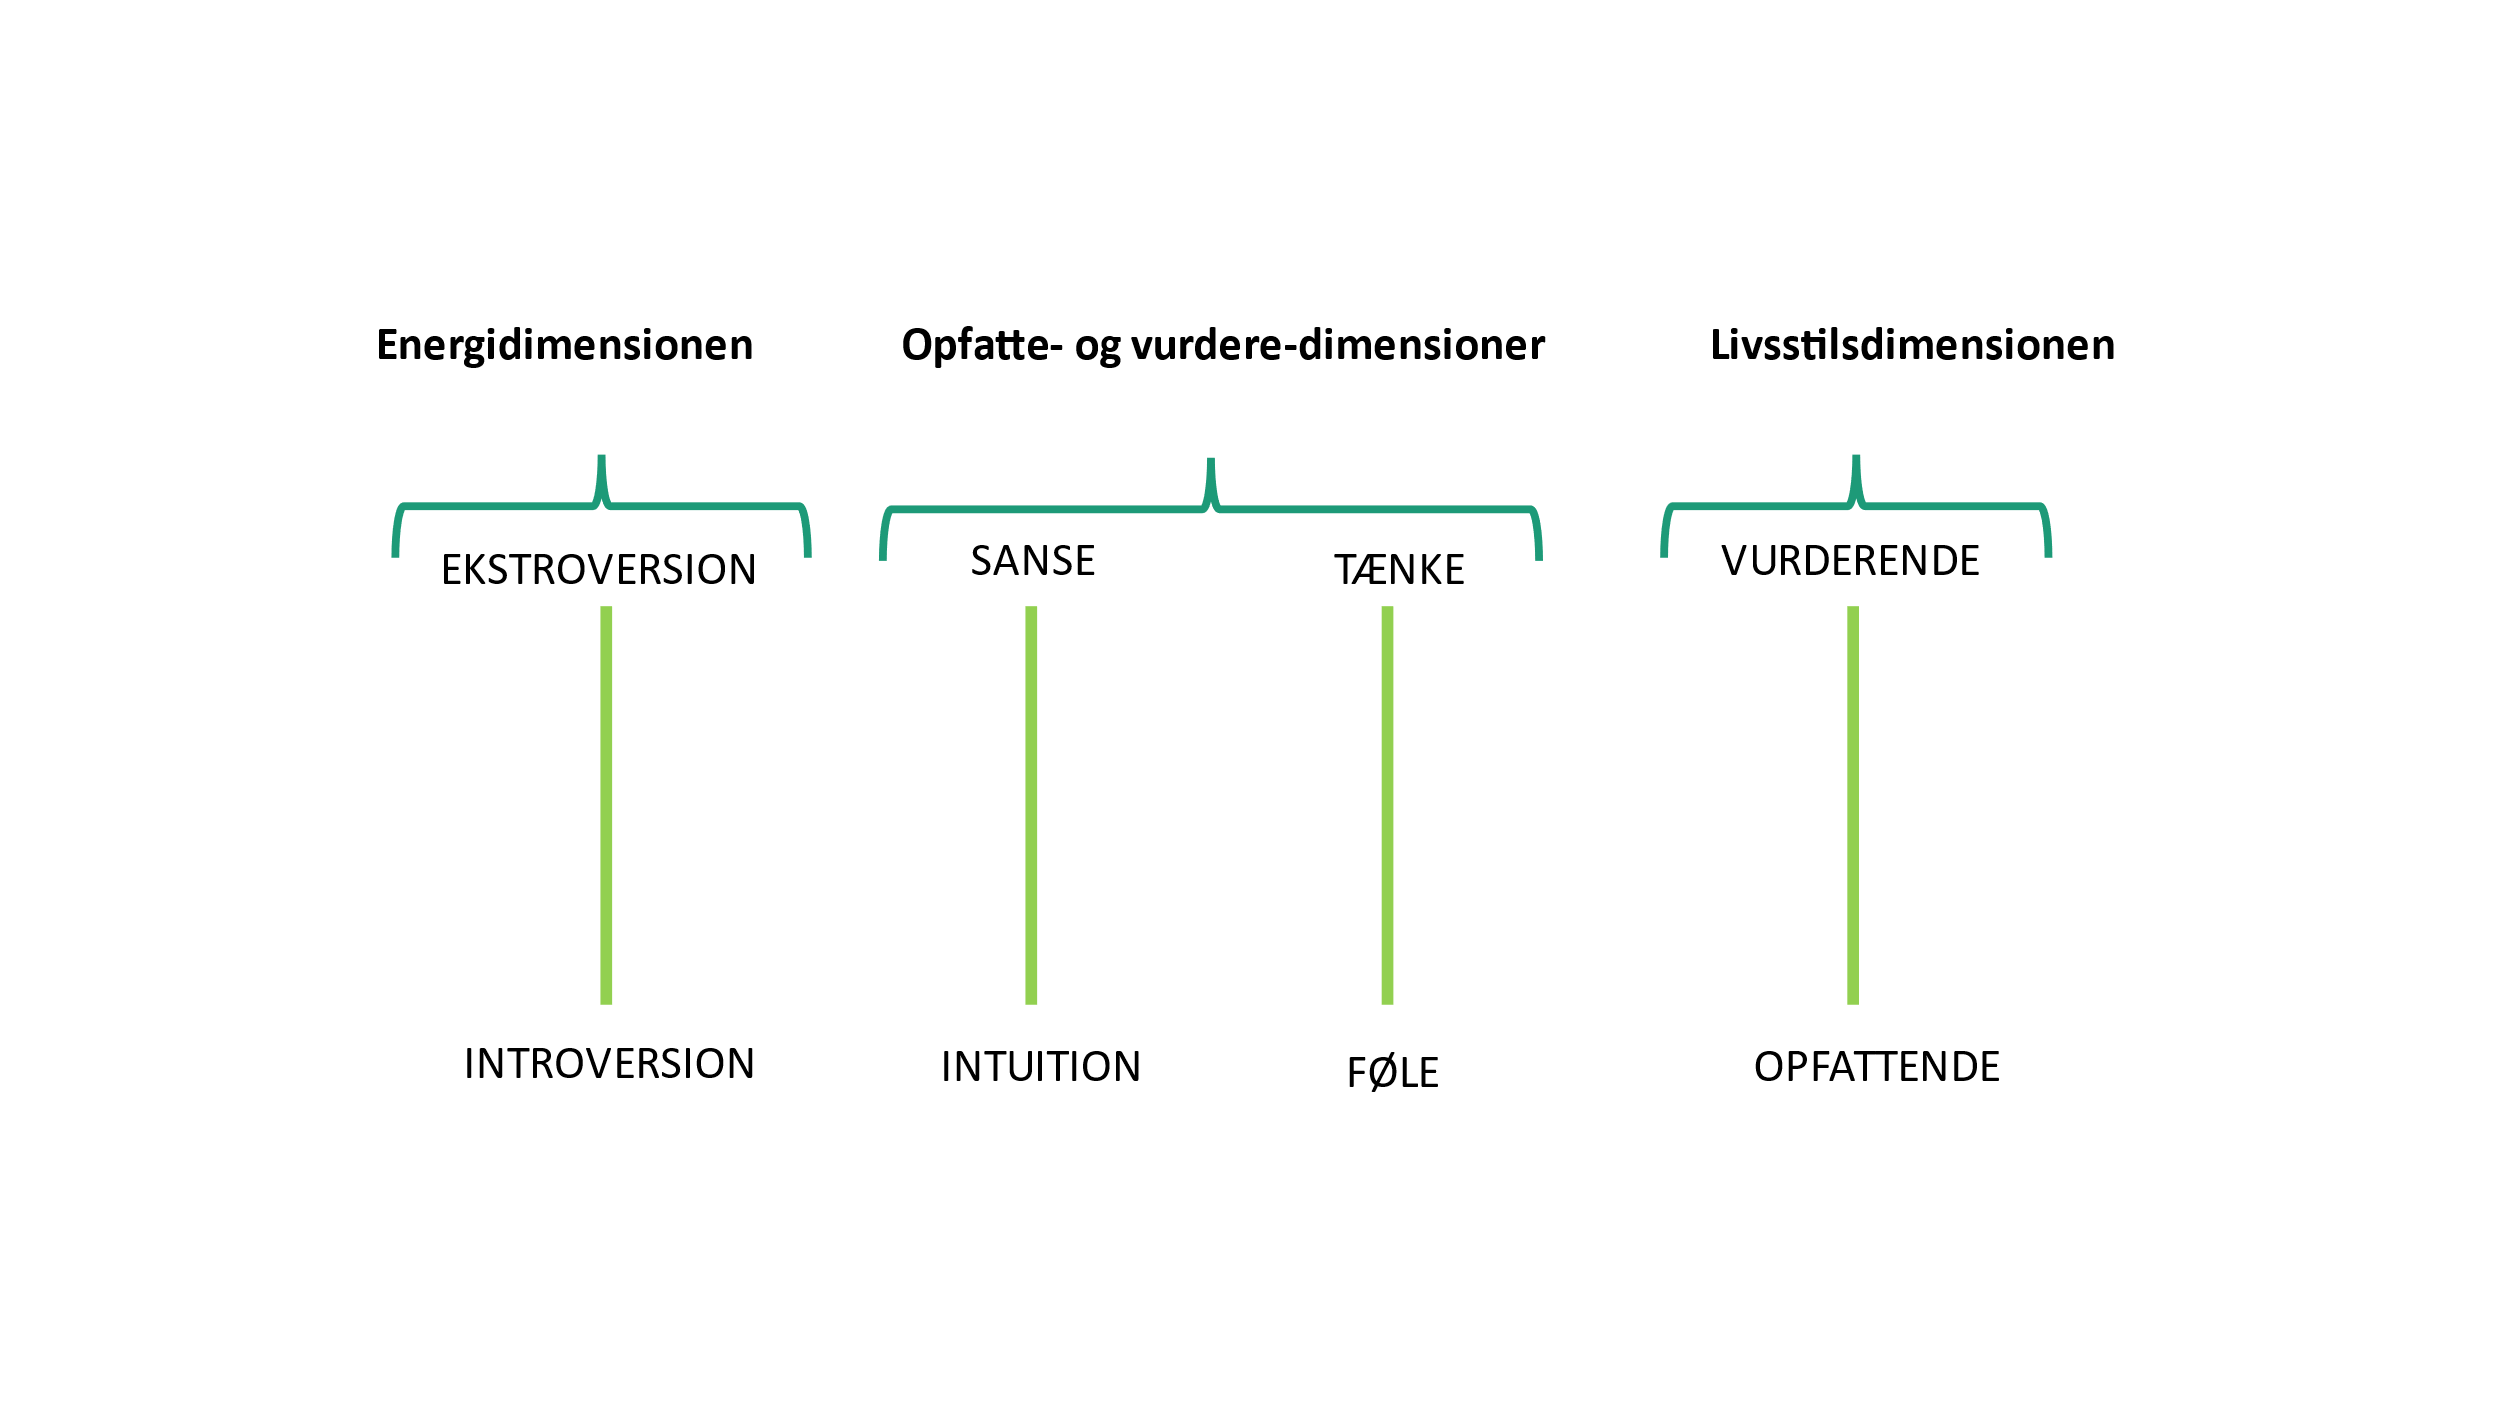 Energidimensionen
Opfatte- og vurdere-dimensioner
Livsstilsdimensionen
EKSTROVERSION
SANSE
TÆNKE
VURDERENDE
INTROVERSION
INTUITION
FØLE
OPFATTENDE